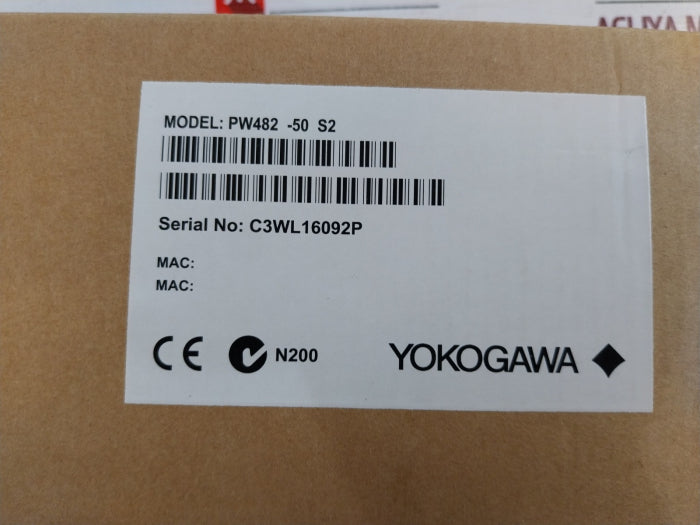 MODEL: PW482 -50 S2
Serial No: C3WL16092P
MAC:
MAC:
CE N200 YOKOGAWA